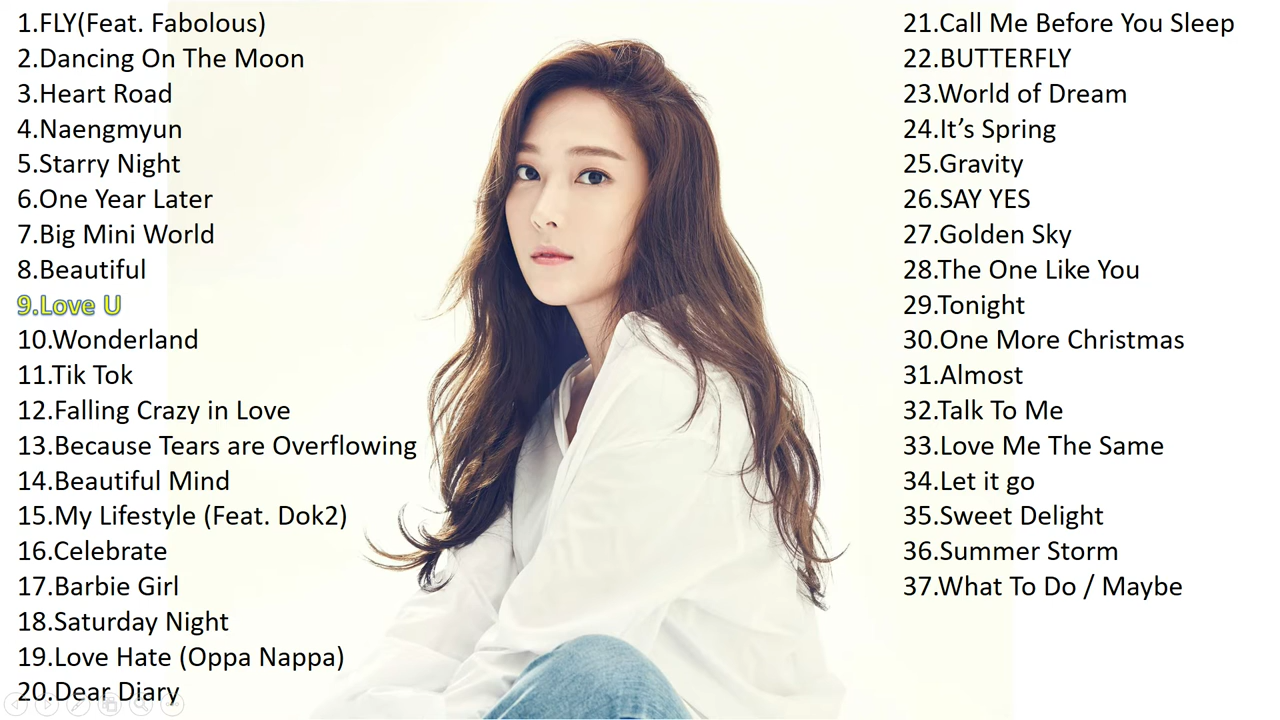 1.FLY(Feat. Fabolous)
2.Dancing On The Moon
3.Heart Road
4.Naengmyun
5.Starry Night
6.One Year Later
7.Big Mini World
8.Beautiful
9.Love U
10.Wonderland
11.Tik Tok
12.Falling Crazy in Love
13.Because Tears are Overflowing
14.Beautiful Mind
15.My Lifestyle (Feat. Dok2)
16.Celebrate
17.Barbie Girl
18.Saturday Night
19.Love Hate (Oppa Nappa)
20.Dear Diary
21.Call Me Before You Sleep
22.BUTTERFLY
23.World of Dream
24.It’s Spring
25.Gravity
26.SAY YES
27.Golden Sky
28.The One Like You
29.Tonight
30.One More Christmas
31.Almost
32.Talk To Me
33.Love Me The Same
34.Let it go
35.Sweet Delight
36.Summer Storm
37.What To Do / Maybe